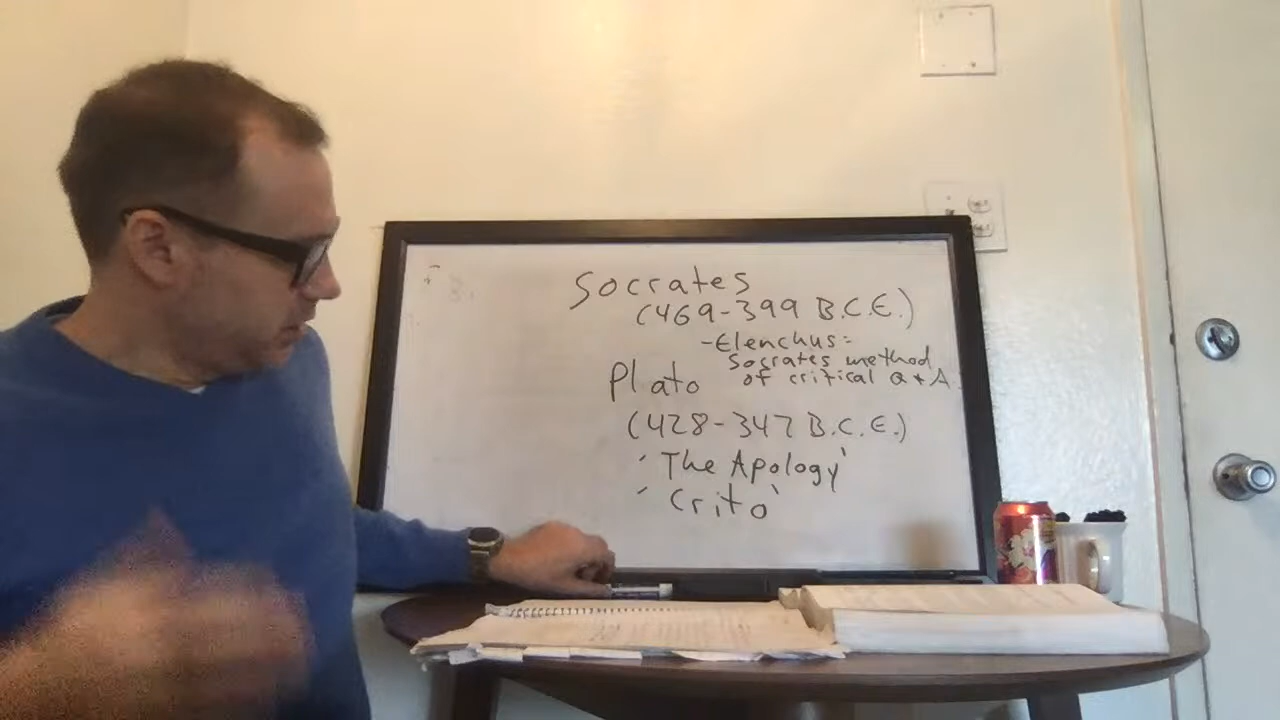 Socrates
(469-399 B.C.E.)
-Elenchus:
Socrates method
of critical Q + A
Plato
(428-347 B.C.E.)
'The Apology'
'Crito'